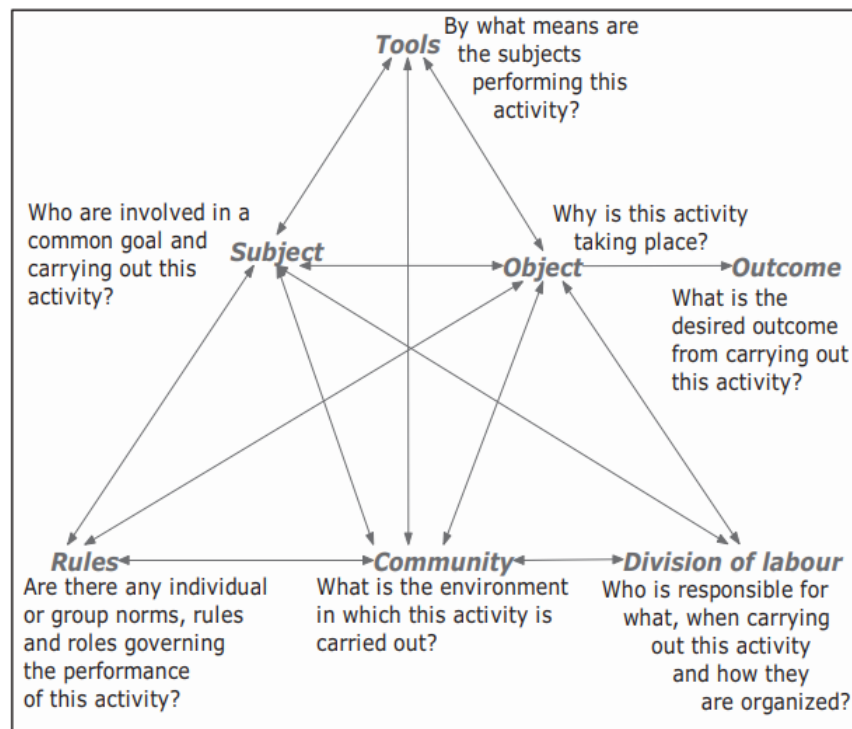 Tools
By what means are
the subjects
performing this
activity?
Who are involved in a
common goal and
carrying out this
activity?
Subject
Why is this activity
taking place?
Object
Outcome
What is the
desired outcome
from carrying out
this activity?
Rules
Are there any individual
or group norms, rules
and roles governing
the performance
of this activity?
Community
What is the environment
in which this activity is
carried out?
Division of labour
Who is responsible for
what, when carrying
out this activity
and how they
are organized?